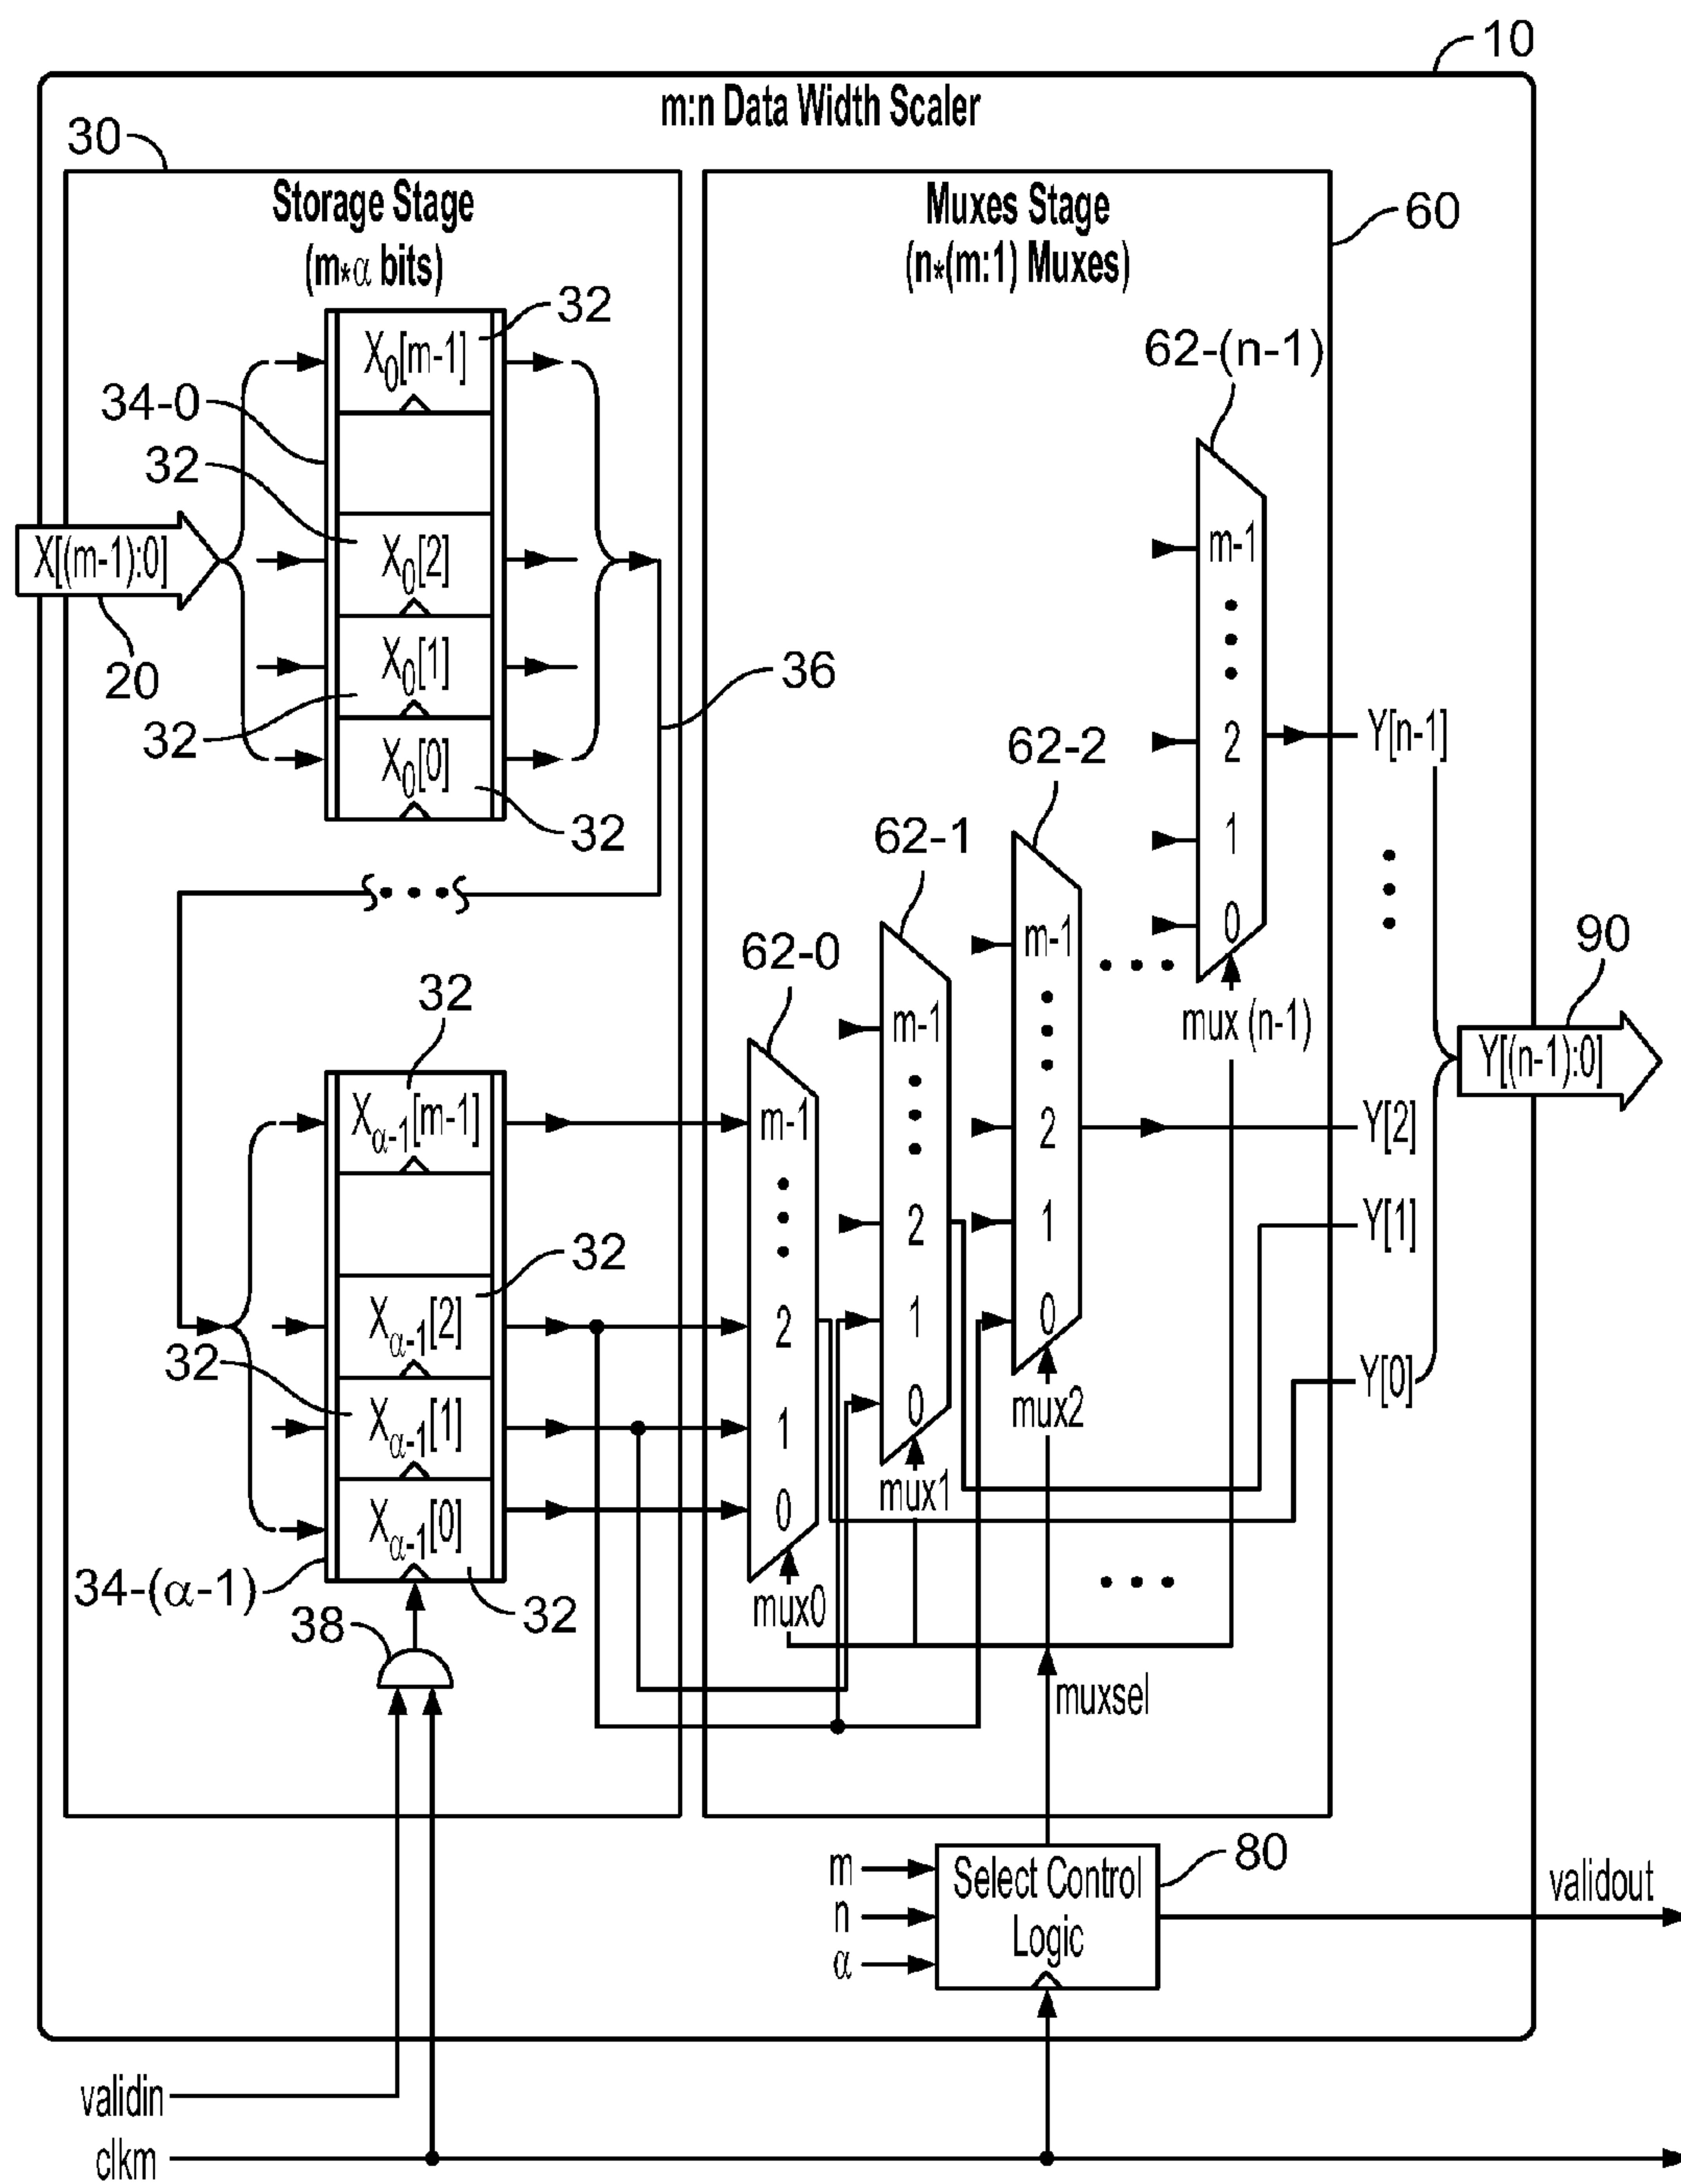 10
m:n Data Width Scaler
30
Storage Stage
(m*α bits)
Muxes Stage
(n*(m:1) Muxes)
60
32
X0[m-1]
34-0
32
X[(m-1):0]
20
X0[2]
X0[1]
32
X0[0]
32
36
62-(n-1)
m-1
2
1
0
mux (n-1)
Y[n-1]
62-2
m-1
2
1
0
mux2
62-1
m-1
2
1
0
mux1
62-0
m-1
2
1
0
mux0
90
Y[(n-1):0]
Y[2]
Y[1]
Y[0]
32
Xα-1[m-1]
32
Xα-1[2]
32
Xα-1[1]
Xα-1[0]
34-(α-1)
32
38
muxsel
m
n
α
Select Control
Logic
80
validout
validin
clkm